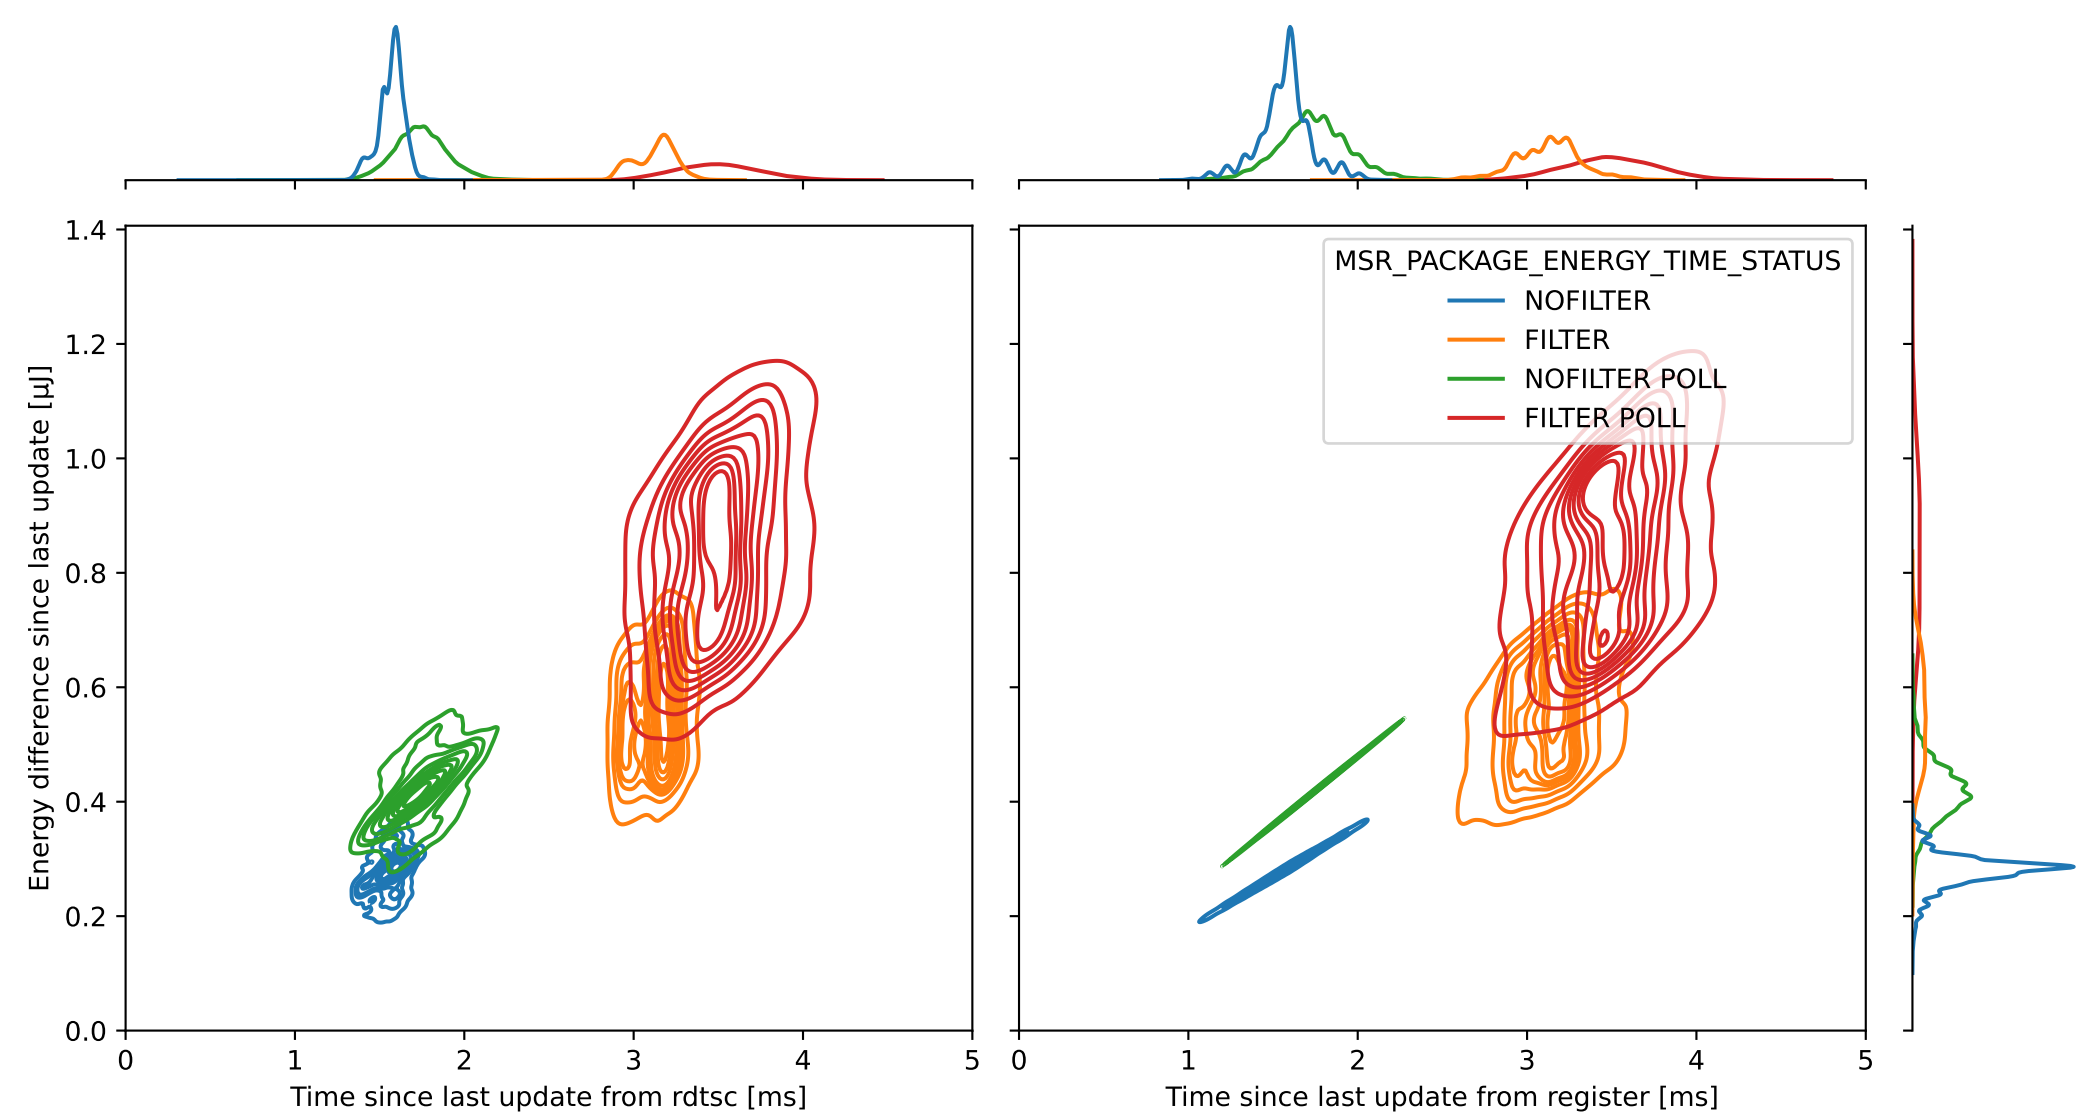 1.4
1.2
1.0
0.8
0.6
0.4
0.2
0.0
Energy difference since last update [µJ]
0 1 2 3 4 5
Time since last update from rdtsc [ms]
MSR_PACKAGE_ENERGY_TIME_STATUS
NOFILTER
FILTER
NOFILTER POLL
FILTER POLL
0 1 2 3 4 5
Time since last update from register [ms]